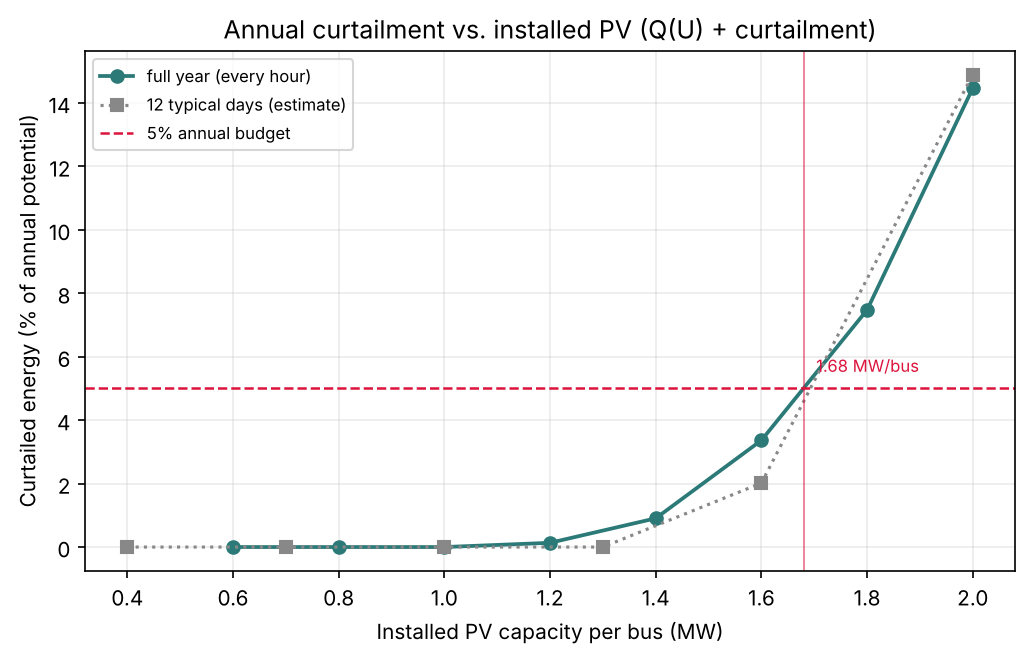 Annual curtailment vs. installed PV (Q(U) + curtailment)
full year (every hour)
12 typical days (estimate)
5% annual budget
Curtailed energy (% of annual potential)
14
12
10
8
6
4
2
0
1.68 MW/bus
0.4 0.6 0.8 1.0 1.2 1.4 1.6 1.8 2.0
Installed PV capacity per bus (MW)